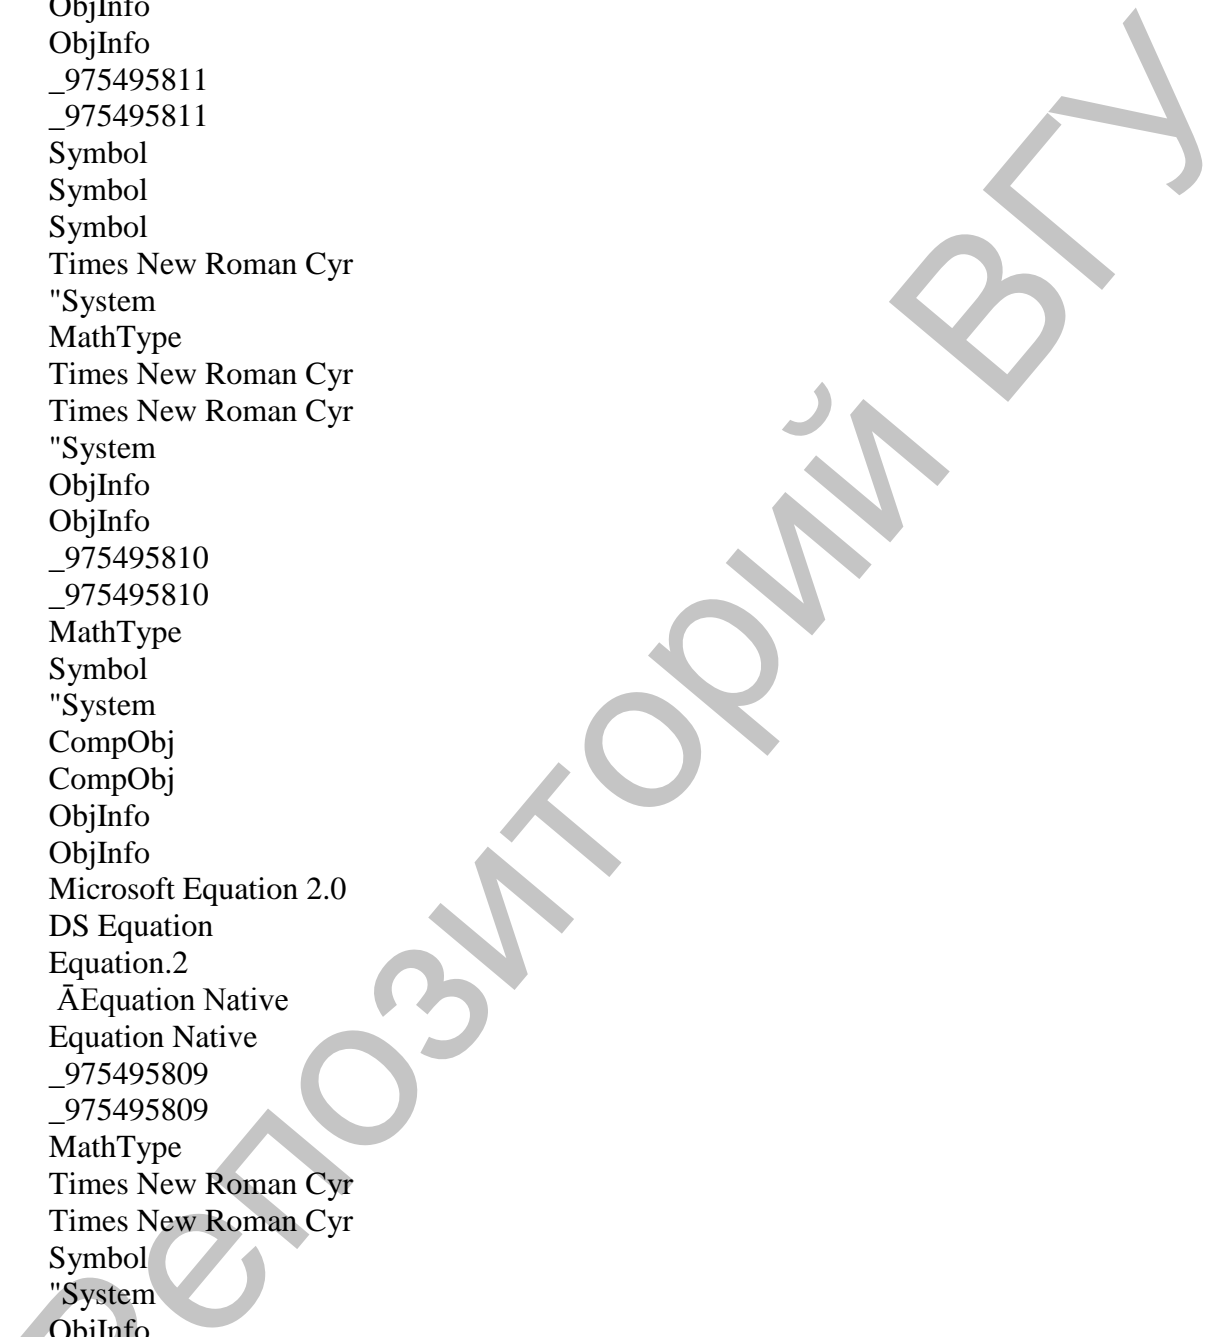 ObjInfo
ObjInfo
_975495811
_975495811
Symbol
Symbol
Symbol
Times New Roman Cyr
"System
MathType
Times New Roman Cyr
Times New Roman Cyr
"System
ObjInfo
ObjInfo
_975495810
_975495810
MathType
Symbol
"System
CompObj
CompObj
ObjInfo
ObjInfo
Microsoft Equation 2.0
DS Equation
Equation.2
ĀEquation Native
Equation Native
_975495809
_975495809
MathType
Times New Roman Cyr
Times New Roman Cyr
Symbol
"System
ObjInfo
Репозиторий ВГУ